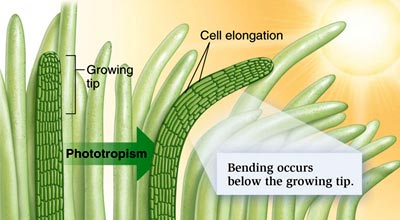 Cell elongation
Growing
tip
Phototropism
Bending occurs
below the growing tip.